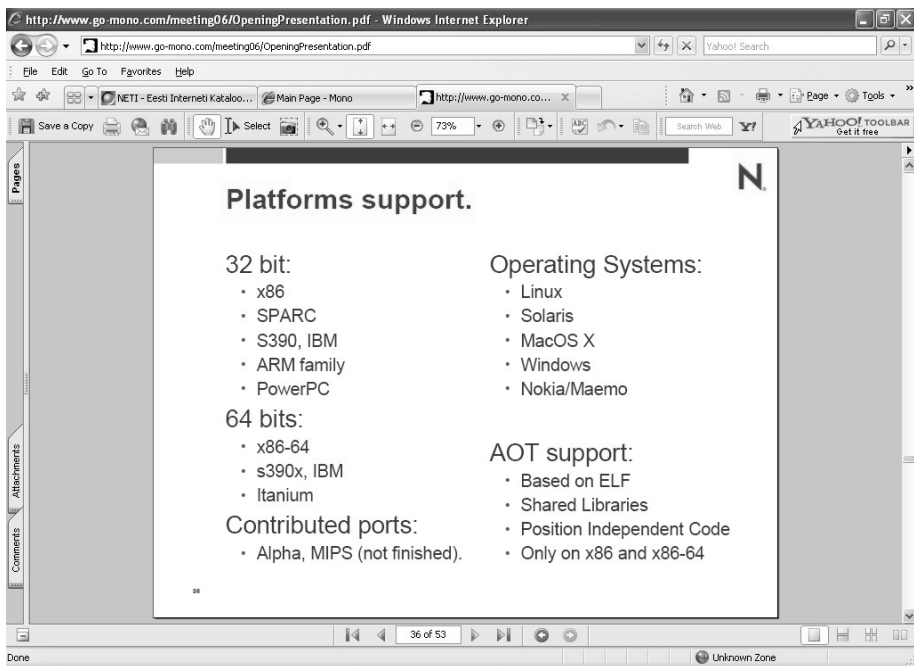 http://www.go-mono.com/meeting06/OpeningPresentation.pdf - Windows Internet Explorer
http://www.go-mono.com/meeting06/OpeningPresentation.pdf
Yahoo! Search
File Edit Go To Favorites Help
NETI - Eesti Interneti Kataloo... Main Page - Mono http://www.go-mono.co... X
Page Tools »
Save a Copy Select 73% Search Web Y! YAHOO! TOOLBAR
Get it free
Pages
Attachments
Comments
N
Platforms support.
32 bit:
• x86
• SPARC
• S390, IBM
• ARM family
• PowerPC
64 bits:
• x86-64
• s390x, IBM
• Itanium
Contributed ports:
• Alpha, MIPS (not finished).
Operating Systems:
• Linux
• Solaris
• MacOS X
• Windows
• Nokia/Maemo
AOT support:
• Based on ELF
• Shared Libraries
• Position Independent Code
• Only on x86 and x86-64
36 of 53
Done
Unknown Zone